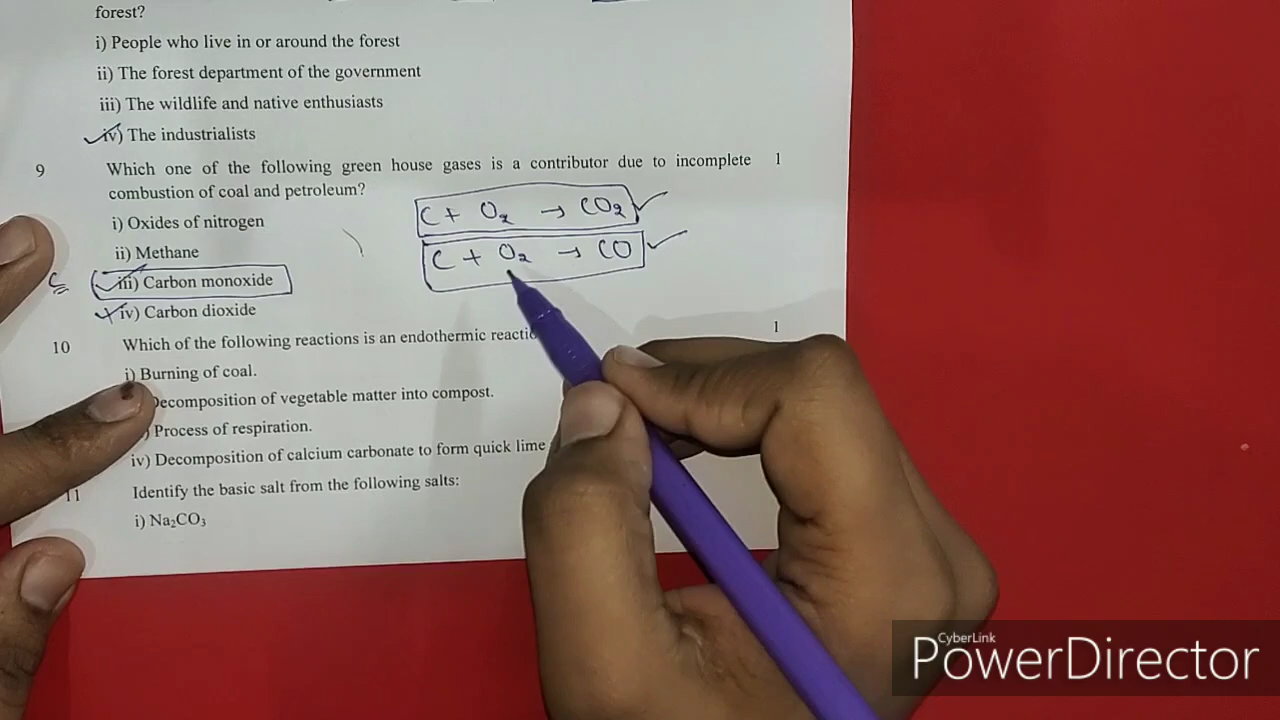 forest?
i) People who live in or around the forest
ii) The forest department of the government
iii) The wildlife and native enthusiasts
iv) The industrialists
9 Which one of the following green house gases is a contributor due to incomplete 1
combustion of coal and petroleum?
C + O₂ → CO₂
i) Oxides of nitrogen
ii) Methane
C + O₂ → CO
iii) Carbon monoxide
iv) Carbon dioxide
10 Which of the following reactions is an endothermic 1
i) Burning of coal.
Decomposition of vegetable matter into compost.
) Process of respiration.
iv) Decomposition of calcium carbonate to form quick lime
11 Identify the basic salt from the following salts:
i) Na₂CO₃
CyberLink
PowerDirector